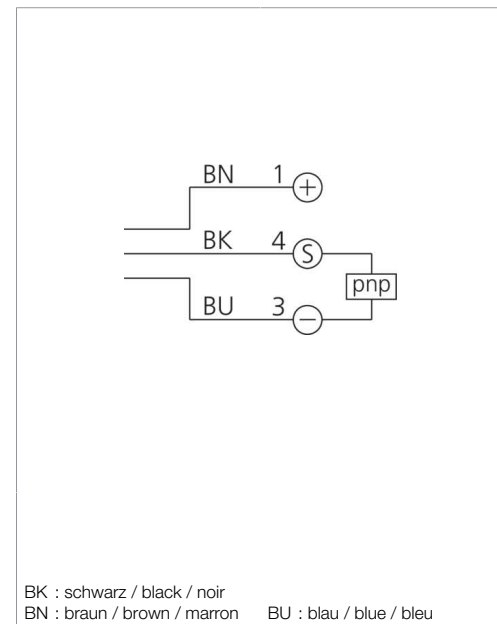 BN 1 +
BK 4 S
pnp
BU 3 −
BK : schwarz / black / noir
BN : braun / brown / marron BU : blau / blue / bleu